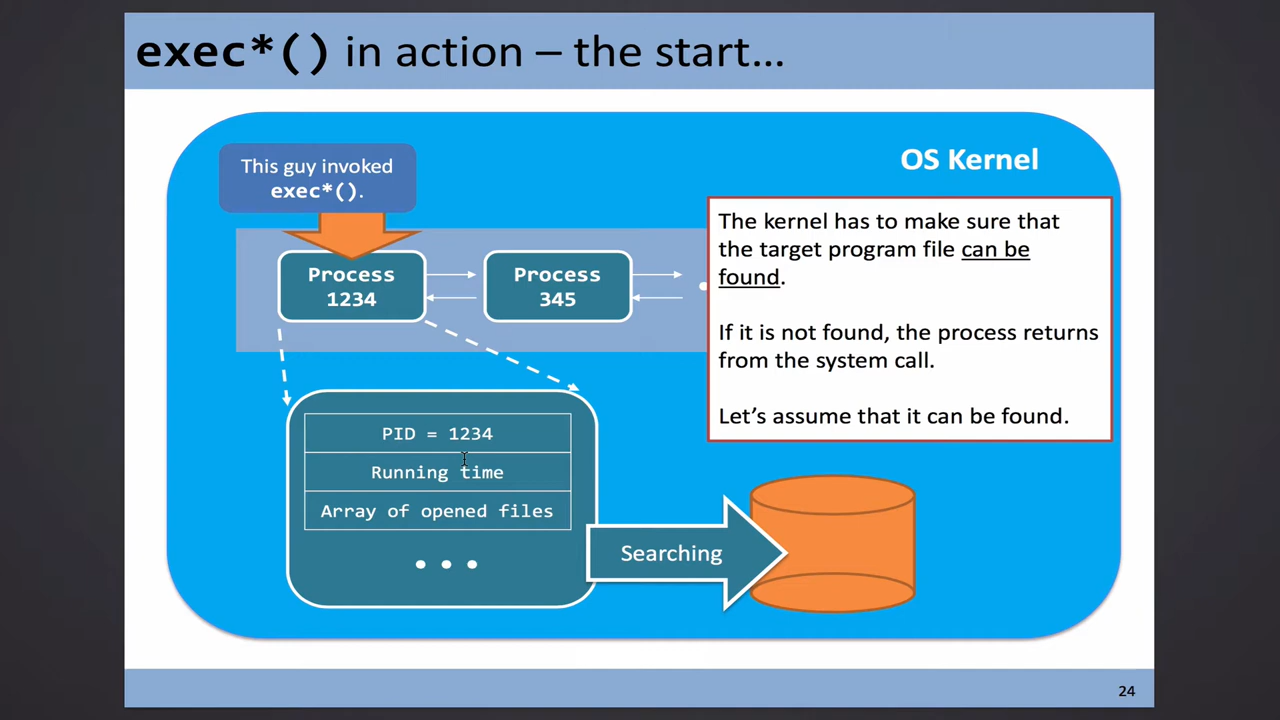 exec*() in action – the start…
This guy invoked
exec*().
OS Kernel
Process
1234
Process
345
The kernel has to make sure that
the target program file can be
found.
If it is not found, the process returns
from the system call.
Let’s assume that it can be found.
PID = 1234
Running time
Array of opened files
Searching
24